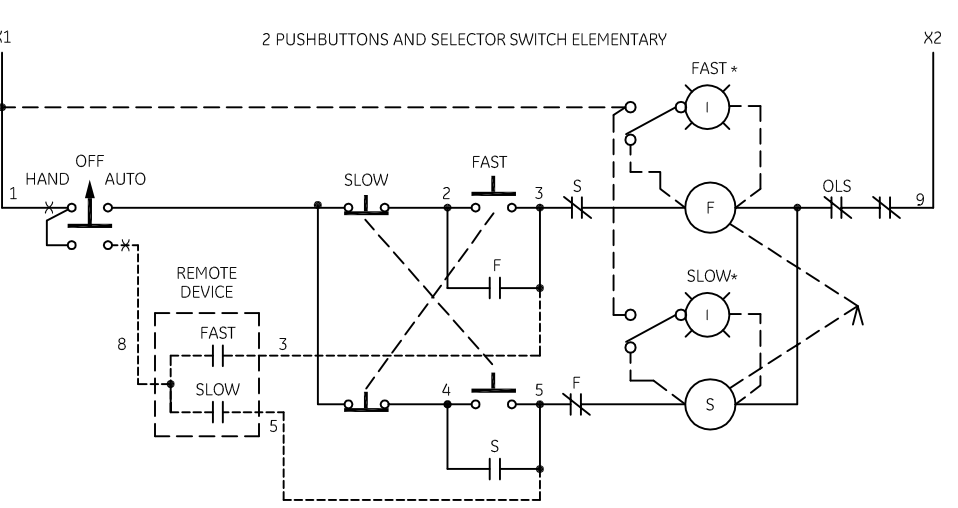 X1
2 PUSHBUTTONS AND SELECTOR SWITCH ELEMENTARY
X2
FAST *
I
OFF
HAND
AUTO
1
X
SLOW
FAST
2
3
S
F
OLS
9
X
F
REMOTE
DEVICE
SLOW*
I
8
FAST
3
SLOW
5
4
5
F
S
S